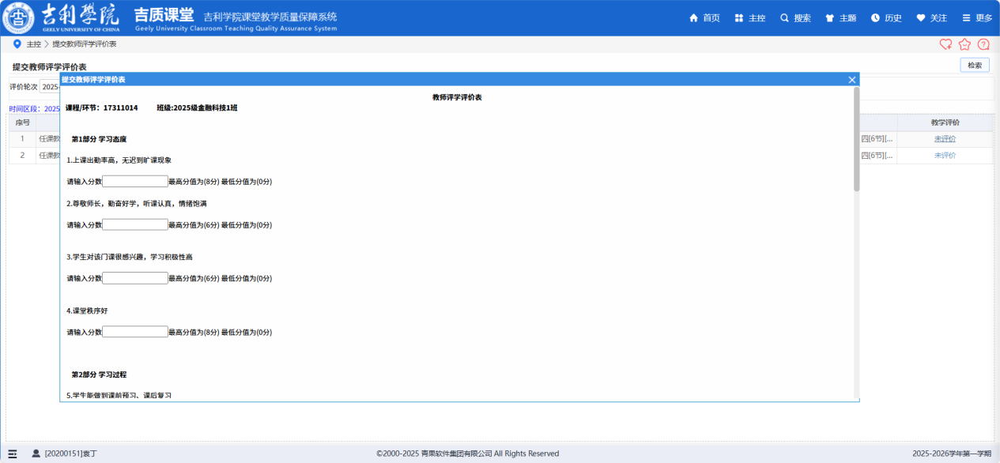 吉利學院 吉质课堂 吉利学院课堂教学质量保障系统 首页 主控 搜索 主题 历史 关注 更多
GEELY UNIVERSITY OF CHINA Geely University Classroom Teaching Quality Assurance System
主控 > 提交教师评学评价表
提交教师评学评价表 检索
评价轮次 2025-
时间区段：2025
序号 教学评价
1 任课教 四[6节][... 未评价
2 任课教 四[6节][... 未评价
提交教师评学评价表
教师评学评价表
课程/环节：17311014 班级:2025级金融科技1班
第1部分 学习态度
1.上课出勤率高，无迟到旷课现象
请输入分数 最高分值为(8分) 最低分值为(0分)
2.尊敬师长，勤奋好学，听课认真，情绪饱满
请输入分数 最高分值为(6分) 最低分值为(0分)
3.学生对该门课很感兴趣，学习积极性高
请输入分数 最高分值为(6分) 最低分值为(0分)
4.课堂秩序好
请输入分数 最高分值为(8分) 最低分值为(0分)
第2部分 学习过程
5.学生能做到课前预习、课后复习
[20200151]袁丁 ©2000-2025 青果软件集团有限公司 All Rights Reserved 2025-2026学年第一学期